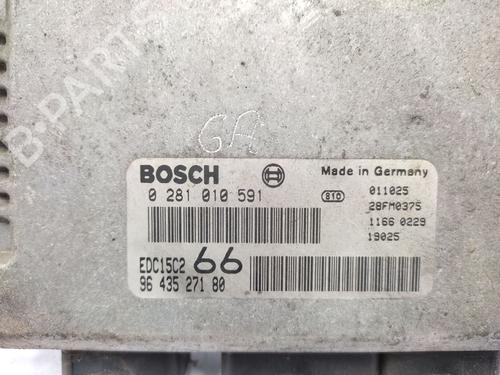 B-PARTS
GA
BOSCH
Made in Germany
0 281 010 591
810
011025
28FM0375
1166 0229
19025
EDC15C2 66
96 435 271 80